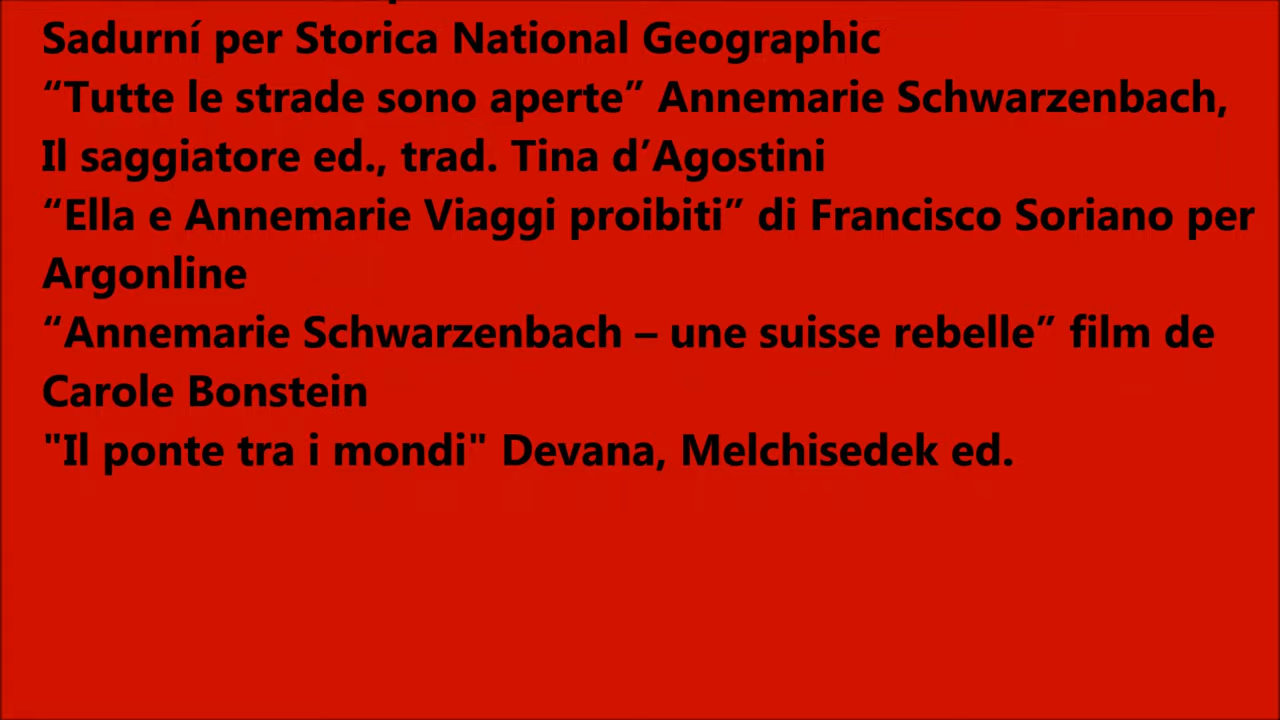 Sadurní per Storica National Geographic
“Tutte le strade sono aperte” Annemarie Schwarzenbach,
Il saggiatore ed., trad. Tina d’Agostini
“Ella e Annemarie Viaggi proibiti” di Francisco Soriano per
Argonline
“Annemarie Schwarzenbach – une suisse rebelle” film de
Carole Bonstein
"Il ponte tra i mondi" Devana, Melchisedek ed.